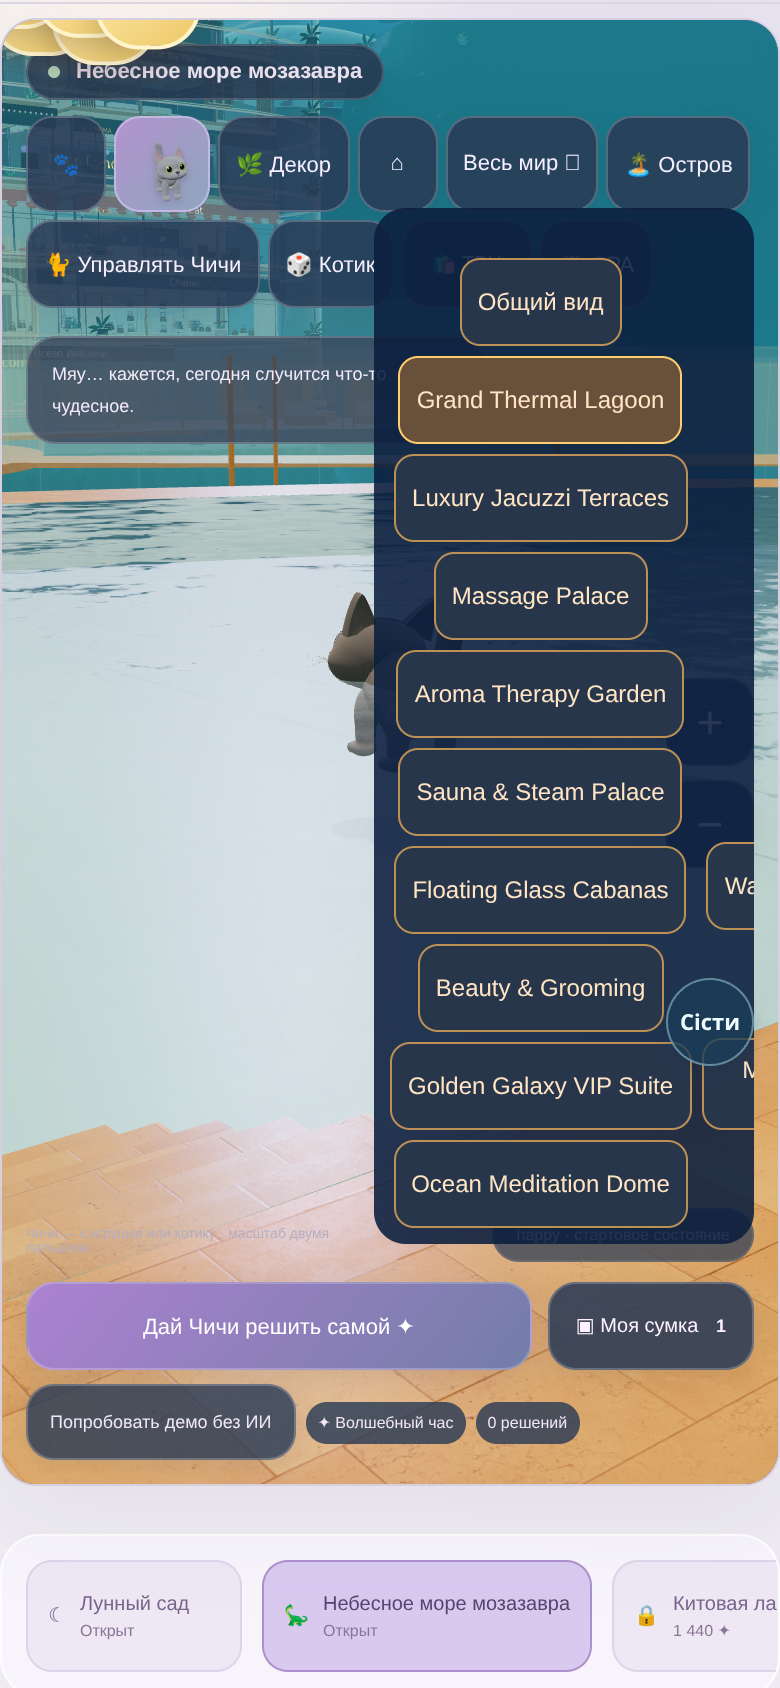 Небесное море мозазавра
Декор
Весь мир
Остров
Управлять Чичи
Котик
Общий вид
Мяу… кажется, сегодня случится что-то
чудесное.
Grand Thermal Lagoon
Luxury Jacuzzi Terraces
Massage Palace
Aroma Therapy Garden
+
Sauna & Steam Palace
−
Floating Glass Cabanas
Wa
Beauty & Grooming
Сісти
Golden Galaxy VIP Suite
M
Ocean Meditation Dome
happy · стартовое состояние
Дай Чичи решить самой ✦
Моя сумка 1
Попробовать демо без ИИ
✦ Волшебный час
0 решений
Лунный сад
Открыт
Небесное море мозазавра
Открыт
Китовая ла
1 440 ✦